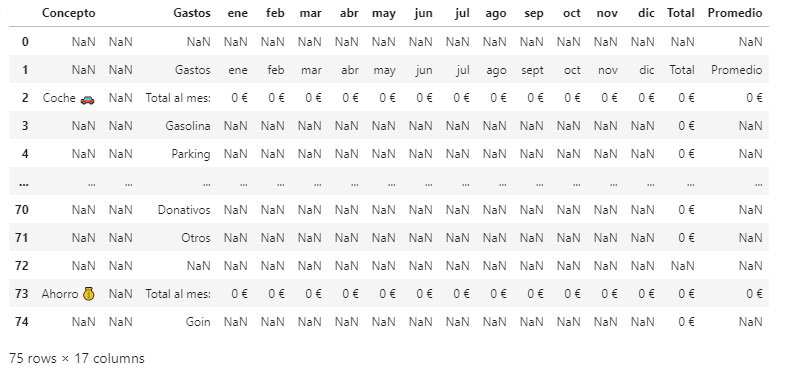 Concepto Gastos ene feb mar abr may jun jul ago sep oct nov dic Total Promedio
0 NaN NaN NaN NaN NaN NaN NaN NaN NaN NaN NaN NaN NaN NaN NaN NaN NaN
1 NaN NaN Gastos ene feb mar abr may jun jul ago sept oct nov dic Total Promedio
2 Coche 🚗 NaN Total al mes: 0 € 0 € 0 € 0 € 0 € 0 € 0 € 0 € 0 € 0 € 0 € 0 € 0 € 0 €
3 NaN NaN Gasolina NaN NaN NaN NaN NaN NaN NaN NaN NaN NaN NaN NaN 0 € NaN
4 NaN NaN Parking NaN NaN NaN NaN NaN NaN NaN NaN NaN NaN NaN NaN 0 € NaN
... ... ... ... ... ... ... ... ... ... ... ... ... ... ... ... ... ...
70 NaN NaN Donativos NaN NaN NaN NaN NaN NaN NaN NaN NaN NaN NaN NaN 0 € NaN
71 NaN NaN Otros NaN NaN NaN NaN NaN NaN NaN NaN NaN NaN NaN NaN 0 € NaN
72 NaN NaN NaN NaN NaN NaN NaN NaN NaN NaN NaN NaN NaN NaN NaN NaN NaN
73 Ahorro 💰 NaN Total al mes: 0 € 0 € 0 € 0 € 0 € 0 € 0 € 0 € 0 € 0 € 0 € 0 € 0 € 0 €
74 NaN NaN Goin NaN NaN NaN NaN NaN NaN NaN NaN NaN NaN NaN NaN 0 € NaN
75 rows × 17 columns